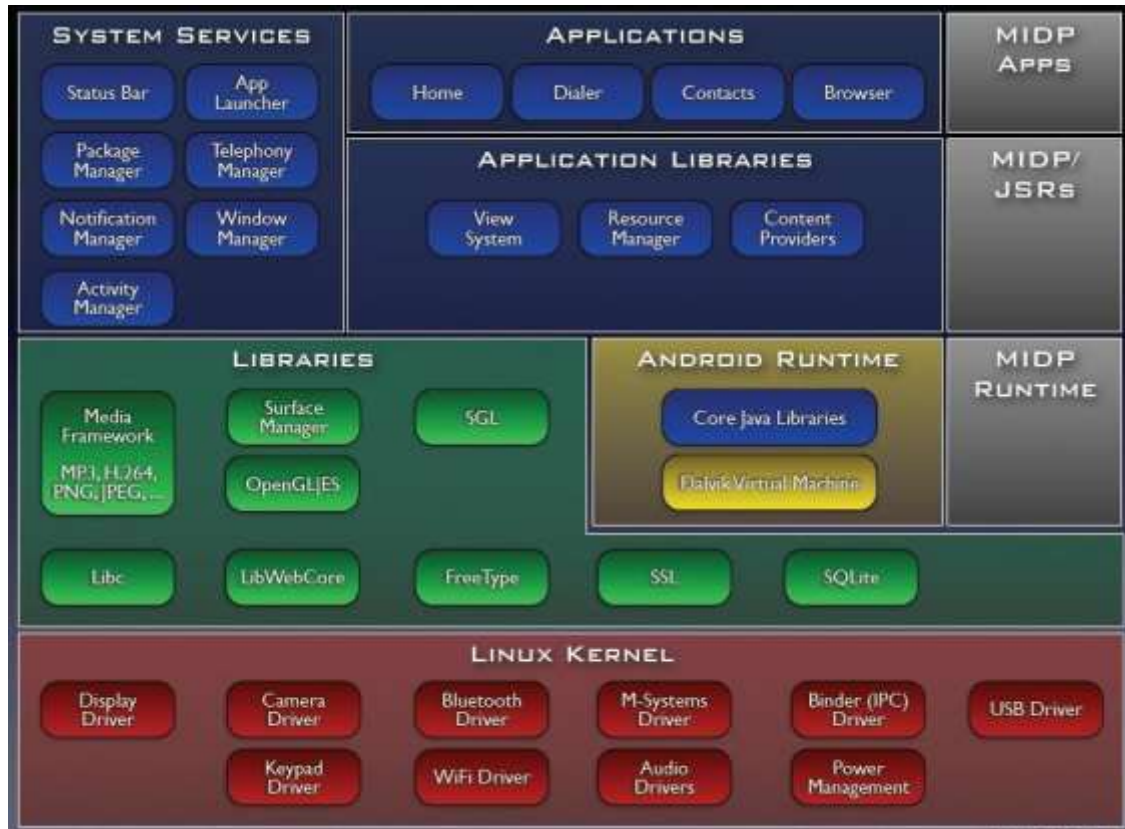 SYSTEM SERVICES
Status Bar
App
Launcher
Package
Manager
Telephony
Manager
Notification
Manager
Window
Manager
Activity
Manager
APPLICATIONS
Home
Dialer
Contacts
Browser
APPLICATION LIBRARIES
View
System
Resource
Manager
Content
Providers
MIDP
APPS
MIDP/
JSRs
LIBRARIES
Media
Framework
MP3, H.264,
PNG, JPEG, ...
Surface
Manager
OpenGL|ES
SGL
Libc
LibWebCore
FreeType
SSL
SQLite
ANDROID RUNTIME
Core Java Libraries
Dalvik Virtual Machine
MIDP
RUNTIME
LINUX KERNEL
Display
Driver
Camera
Driver
Bluetooth
Driver
M-Systems
Driver
Binder (IPC)
Driver
USB Driver
Keypad
Driver
WiFi Driver
Audio
Drivers
Power
Management